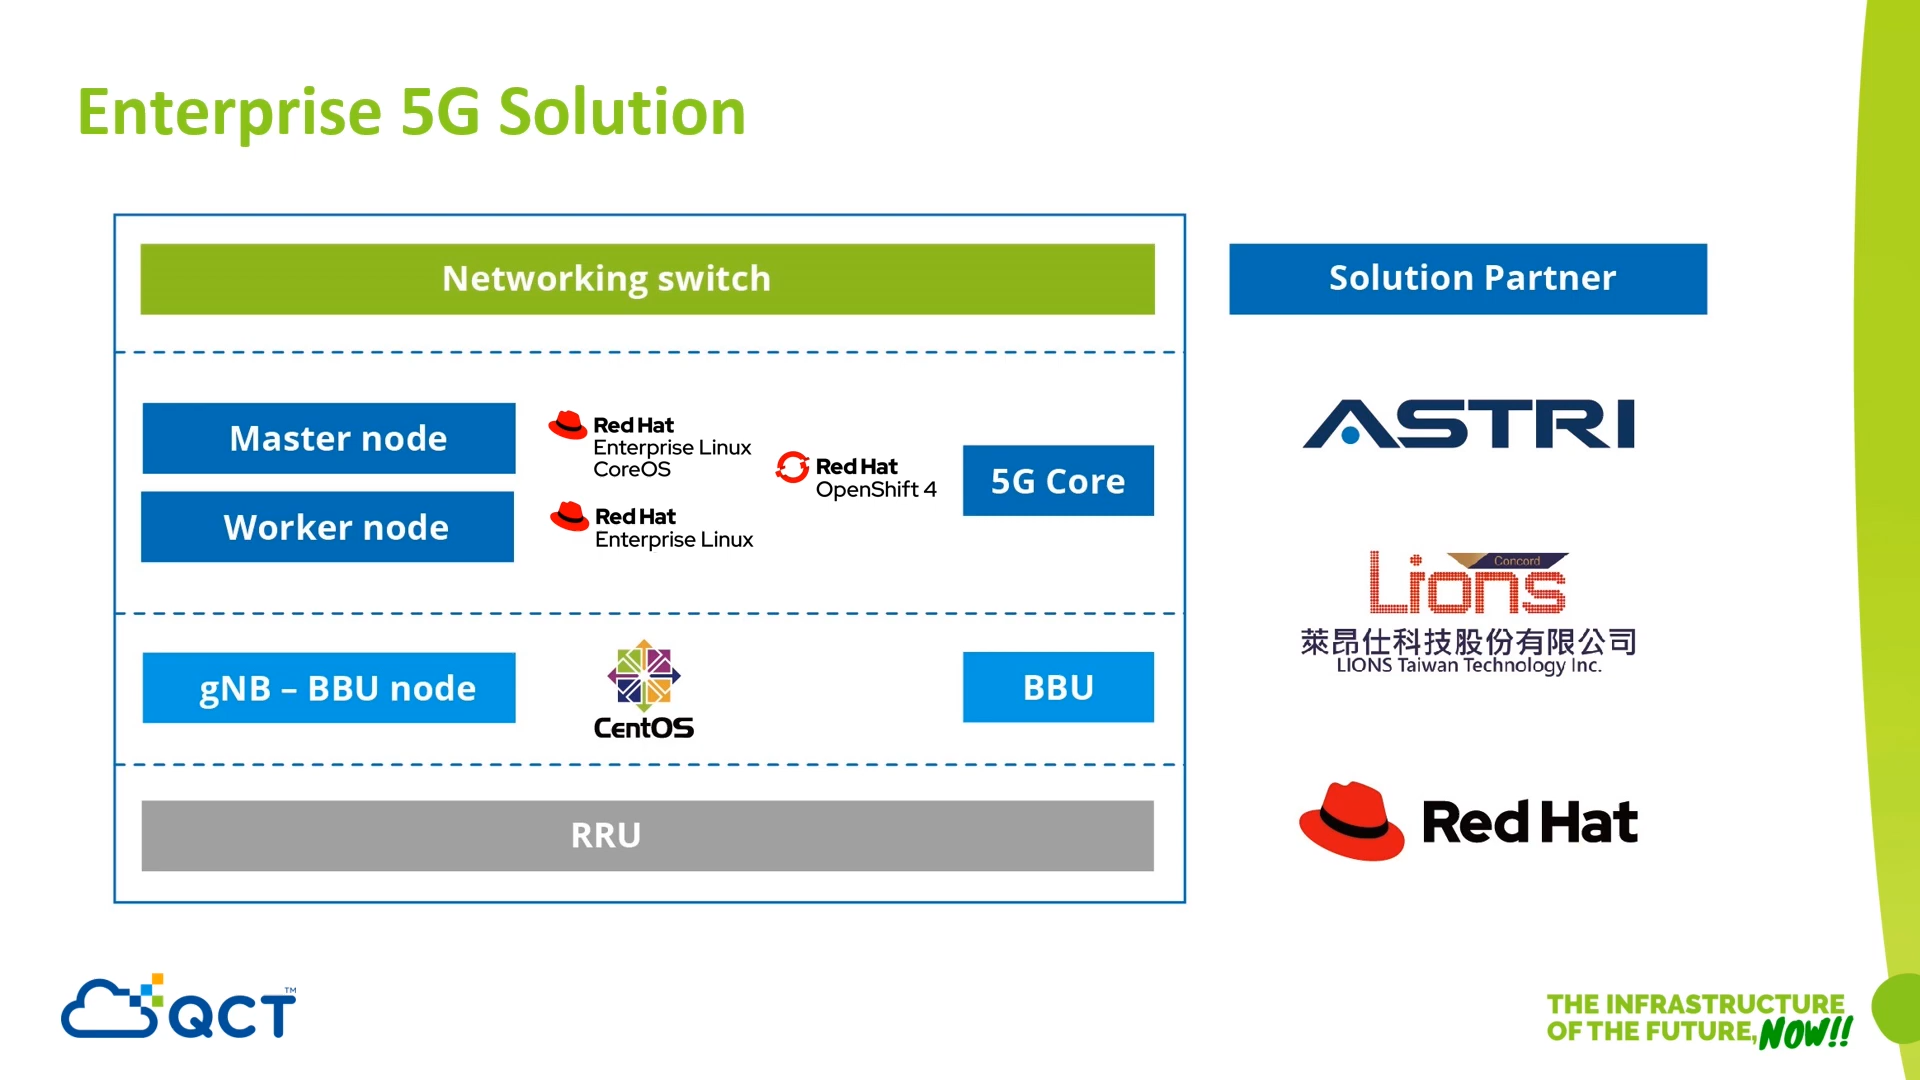 Enterprise 5G Solution
Networking switch
Solution Partner
Master node
Worker node
Red Hat
Enterprise Linux
CoreOS
Red Hat
Enterprise Linux
Red Hat
OpenShift 4
5G Core
gNB – BBU node
CentOS
BBU
RRU
ASTRI
Concord
Lions
萊昂仕科技股份有限公司
LIONS Taiwan Technology Inc.
Red Hat
QCT™
THE INFRASTRUCTURE
OF THE FUTURE, NOW!!